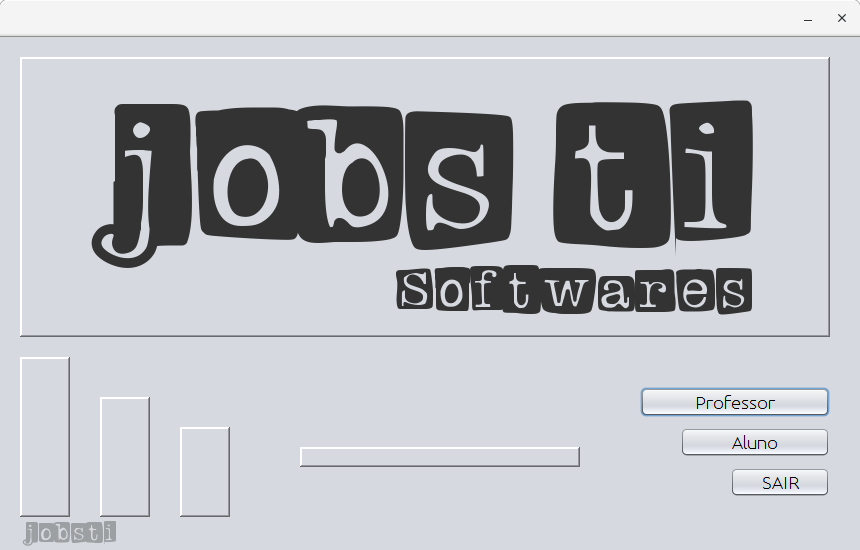 jobs ti
Softwares
Professor
Aluno
SAIR
jobsti